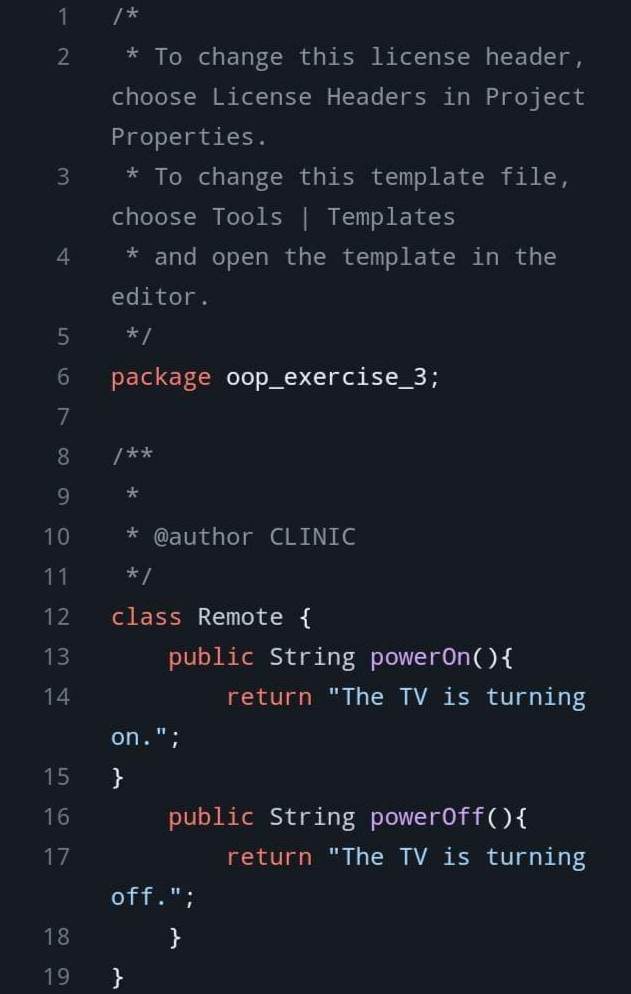 1 /*
2  * To change this license header,
choose License Headers in Project
Properties.
3  * To change this template file,
choose Tools | Templates
4  * and open the template in the
editor.
5  */
6 package oop_exercise_3;
7
8 /**
9  *
10  * @author CLINIC
11  */
12 class Remote {
13     public String powerOn(){
14         return "The TV is turning
on.";
15 }
16     public String powerOff(){
17         return "The TV is turning
off.";
18     }
19 }